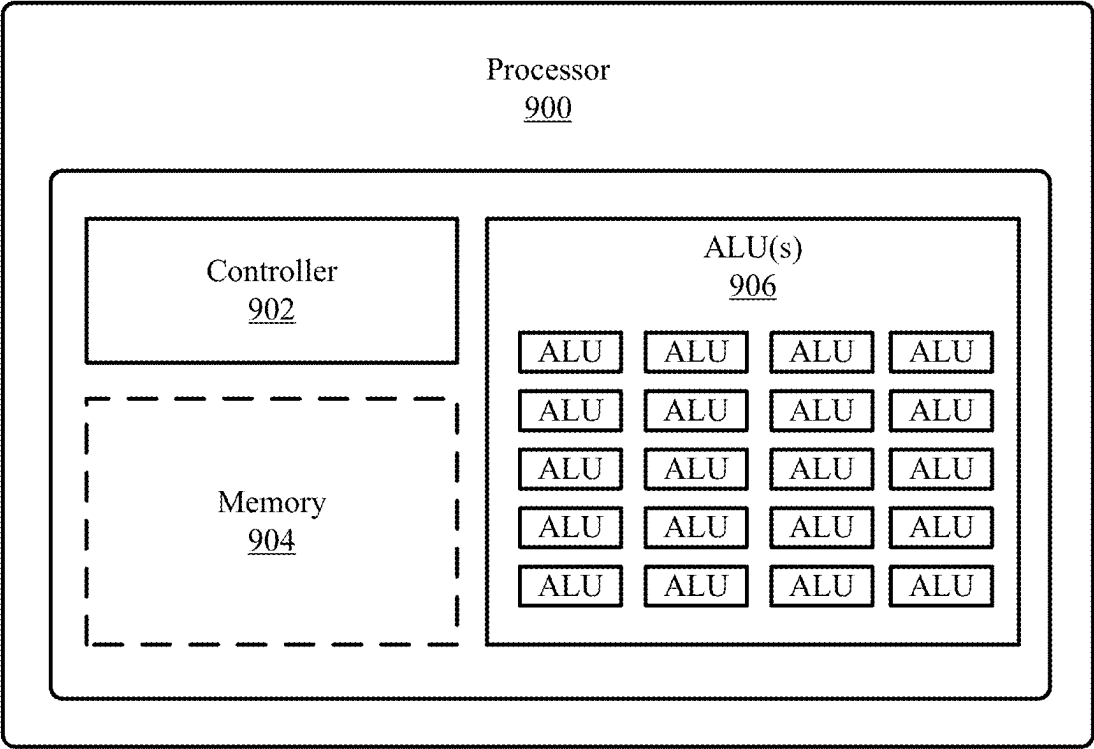 Processor
900
Controller
902
Memory
904
ALU(s)
906
ALU ALU ALU ALU
ALU ALU ALU ALU
ALU ALU ALU ALU
ALU ALU ALU ALU
ALU ALU ALU ALU